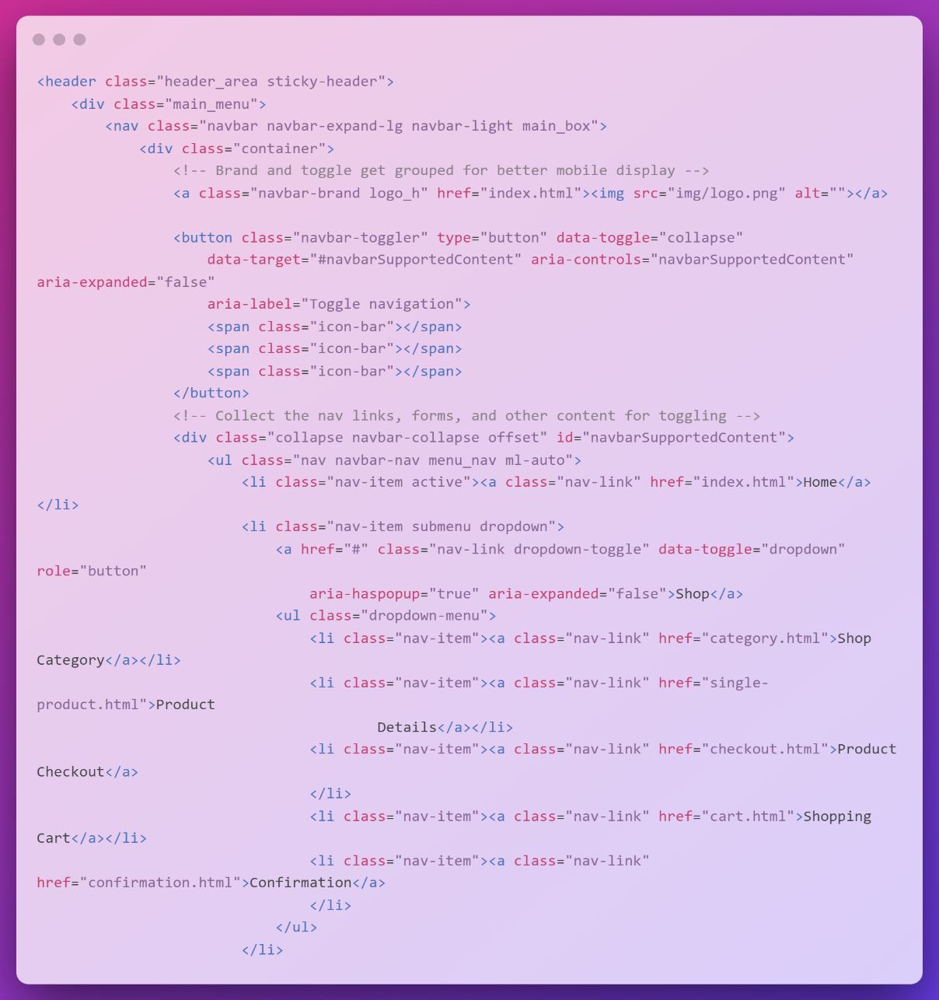 <header class="header_area sticky-header">
    <div class="main_menu">
        <nav class="navbar navbar-expand-lg navbar-light main_box">
            <div class="container">
                <!-- Brand and toggle get grouped for better mobile display -->
                <a class="navbar-brand logo_h" href="index.html"><img src="img/logo.png" alt=""></a>

                <button class="navbar-toggler" type="button" data-toggle="collapse"
                    data-target="#navbarSupportedContent" aria-controls="navbarSupportedContent"
aria-expanded="false"
                    aria-label="Toggle navigation">
                    <span class="icon-bar"></span>
                    <span class="icon-bar"></span>
                    <span class="icon-bar"></span>
                </button>
                <!-- Collect the nav links, forms, and other content for toggling -->
                <div class="collapse navbar-collapse offset" id="navbarSupportedContent">
                    <ul class="nav navbar-nav menu_nav ml-auto">
                        <li class="nav-item active"><a class="nav-link" href="index.html">Home</a>
</li>
                        <li class="nav-item submenu dropdown">
                            <a href="#" class="nav-link dropdown-toggle" data-toggle="dropdown"
role="button"
                                aria-haspopup="true" aria-expanded="false">Shop</a>
                            <ul class="dropdown-menu">
                                <li class="nav-item"><a class="nav-link" href="category.html">Shop
Category</a></li>
                                <li class="nav-item"><a class="nav-link" href="single-
product.html">Product
                                        Details</a></li>
                                <li class="nav-item"><a class="nav-link" href="checkout.html">Product
Checkout</a>
                                </li>
                                <li class="nav-item"><a class="nav-link" href="cart.html">Shopping
Cart</a></li>
                                <li class="nav-item"><a class="nav-link"
href="confirmation.html">Confirmation</a>
                                </li>
                            </ul>
                        </li>